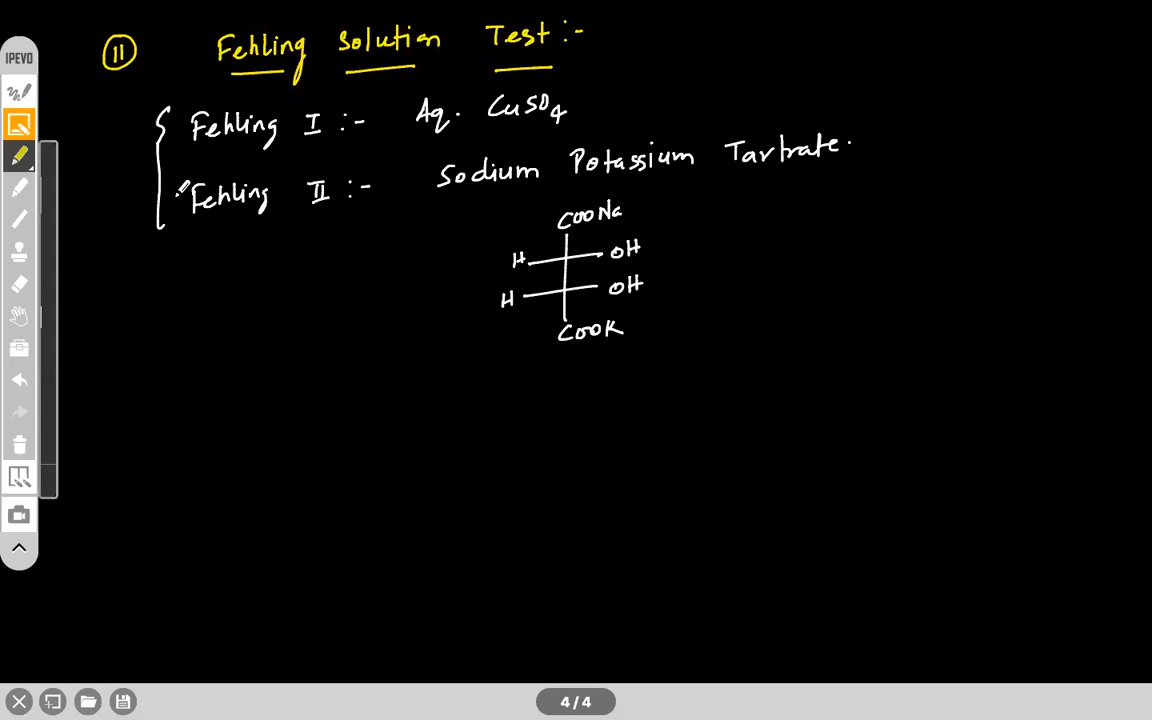 IPEVO
11 Fehling Solution Test :-
Fehling I :- Aq. CuSO4
Fehling II :- Sodium Potassium Tartrate.
COONa
H OH
H OH
COOK
4 / 4